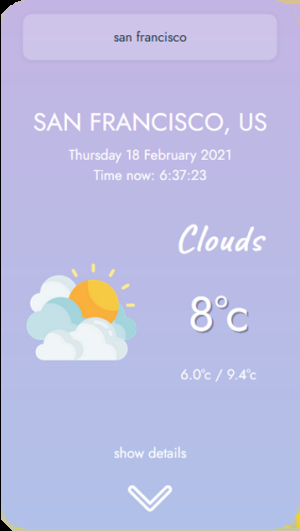 san francisco
SAN FRANCISCO, US
Thursday 18 February 2021
Time now: 6:37:23
Clouds
8°c
6.0°c / 9.4°c
show details